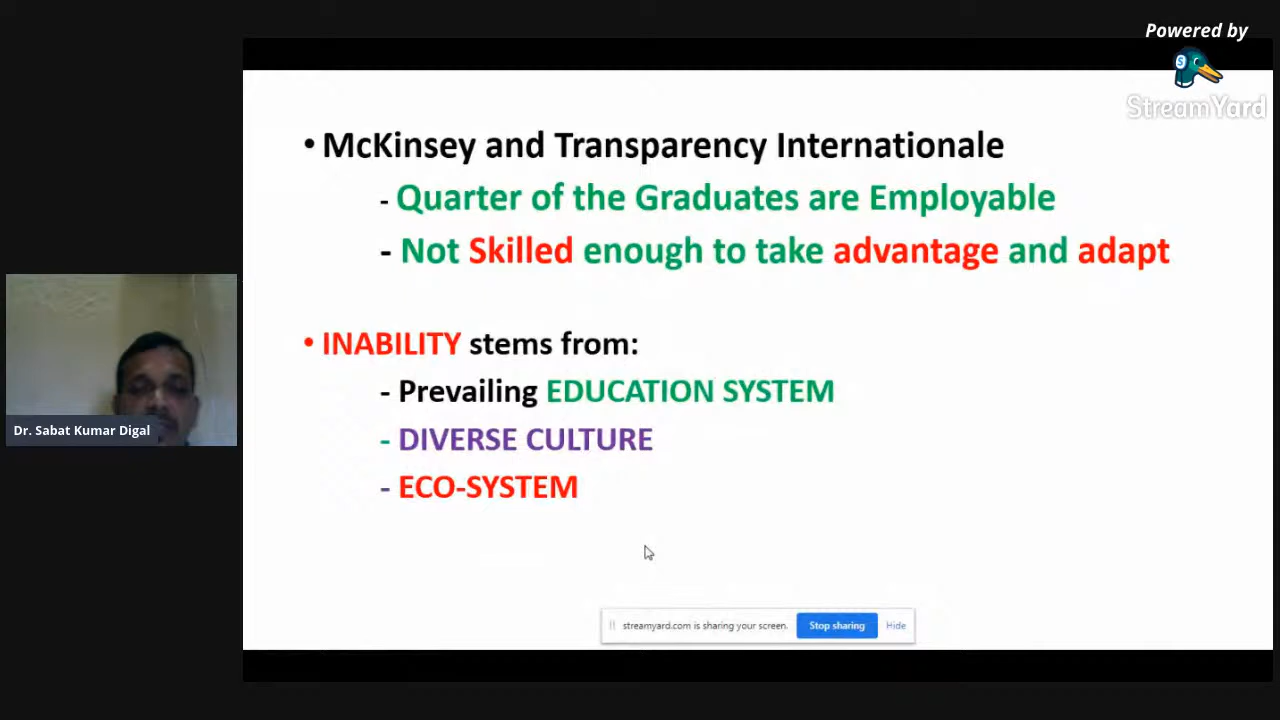 Powered by
StreamYard
• McKinsey and Transparency Internationale
- Quarter of the Graduates are Employable
- Not Skilled enough to take advantage and adapt
• INABILITY stems from:
- Prevailing EDUCATION SYSTEM
- DIVERSE CULTURE
- ECO-SYSTEM
Dr. Sabat Kumar Digal
streamyard.com is sharing your screen. Stop sharing Hide